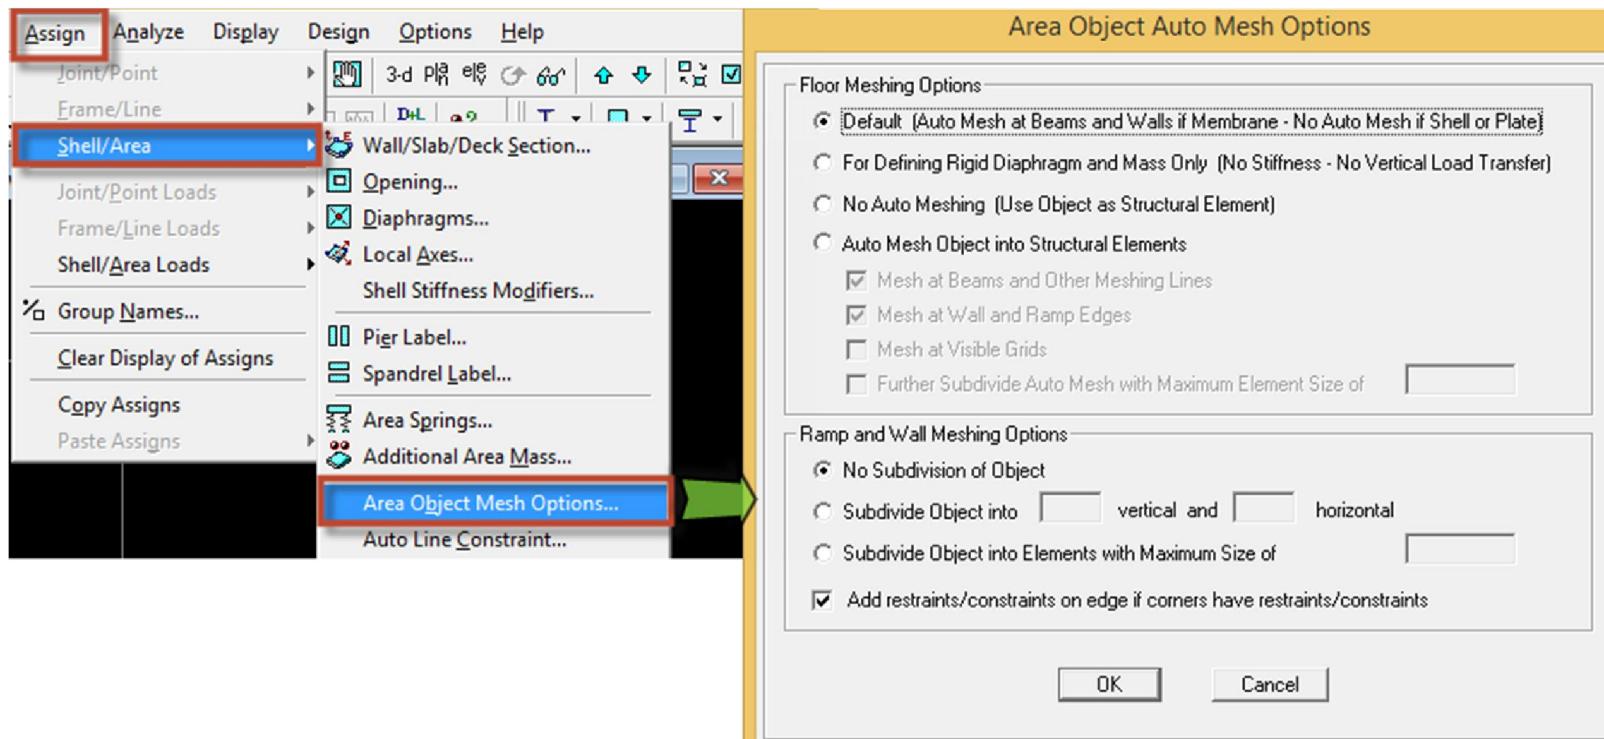 Assign Analyze Display Design Options Help
Joint/Point
Frame/Line
Shell/Area
Joint/Point Loads
Frame/Line Loads
Shell/Area Loads
Group Names...
Clear Display of Assigns
Copy Assigns
Paste Assigns
3-d
Wall/Slab/Deck Section...
Opening...
Diaphragms...
Local Axes...
Shell Stiffness Modifiers...
Pier Label...
Spandrel Label...
Area Springs...
Additional Area Mass...
Area Object Mesh Options...
Auto Line Constraint...
Area Object Auto Mesh Options
Floor Meshing Options
Default (Auto Mesh at Beams and Walls if Membrane - No Auto Mesh if Shell or Plate)
For Defining Rigid Diaphragm and Mass Only (No Stiffness - No Vertical Load Transfer)
No Auto Meshing (Use Object as Structural Element)
Auto Mesh Object into Structural Elements
Mesh at Beams and Other Meshing Lines
Mesh at Wall and Ramp Edges
Mesh at Visible Grids
Further Subdivide Auto Mesh with Maximum Element Size of
Ramp and Wall Meshing Options
No Subdivision of Object
Subdivide Object into vertical and horizontal
Subdivide Object into Elements with Maximum Size of
Add restraints/constraints on edge if corners have restraints/constraints
OK Cancel